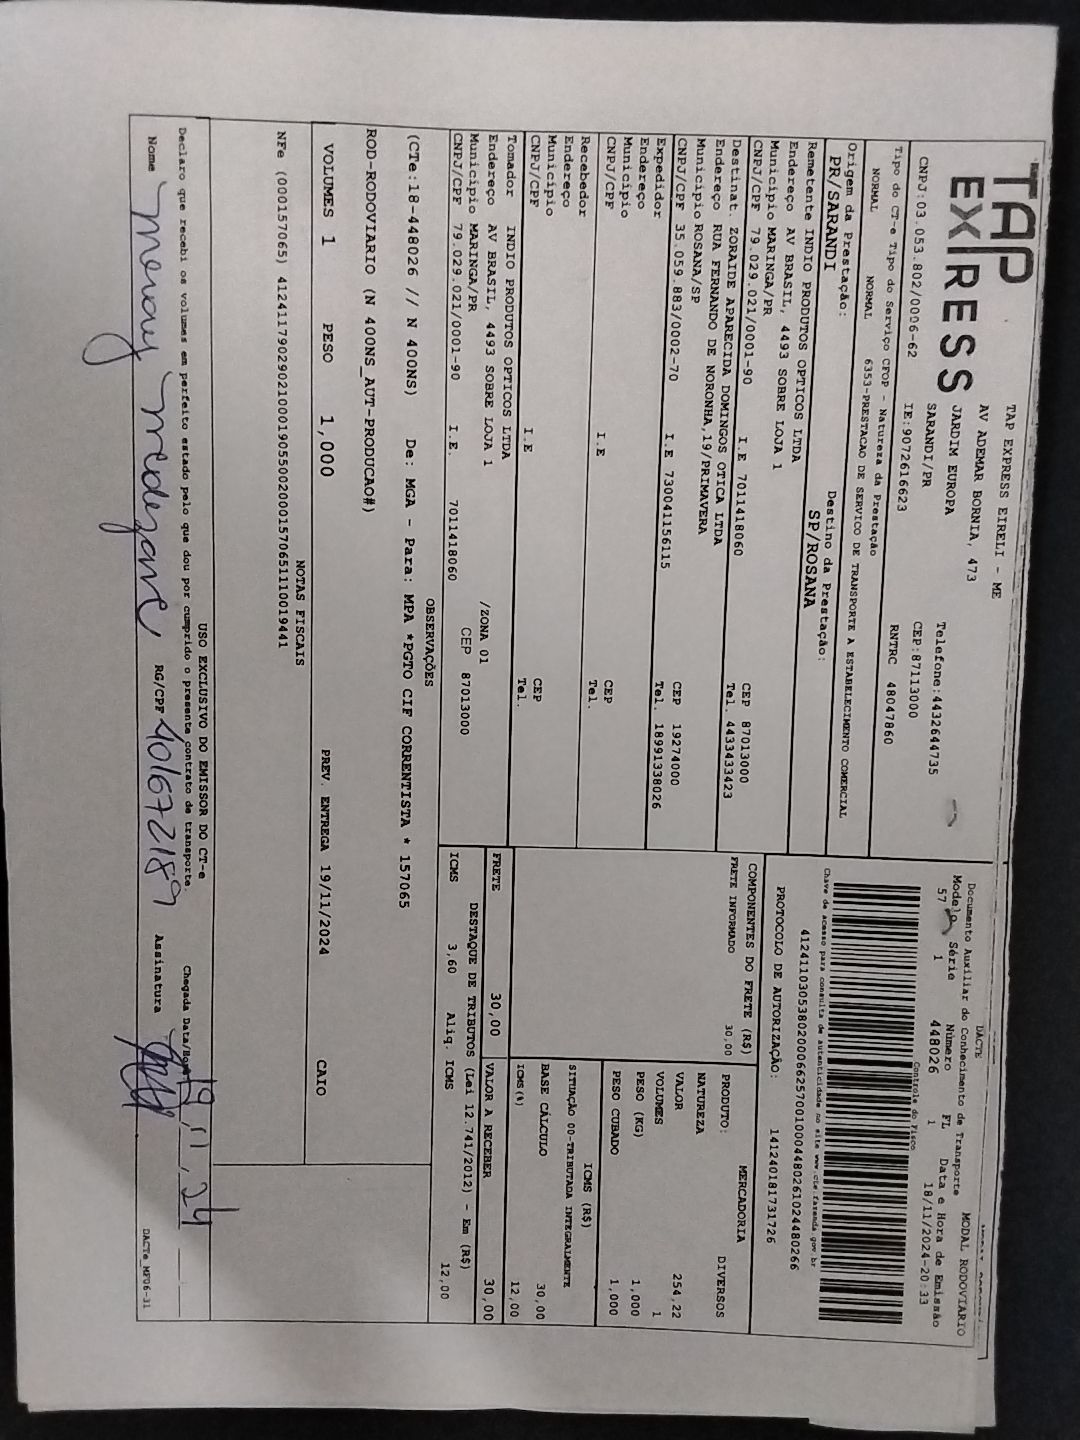 TAP
EXPRESS
TAP EXPRESS EIRELI - ME
AV ADEMAR BORNIA, 473
JARDIM EUROPA
SARANDI/PR
Telefone:4432644735
CEP:87113000
CNPJ:03.053.802/0006-62
IE:9072616623
RNTRC 48047860
Tipo do CT-e Tipo do Serviço CFOP - Natureza da Prestação
NORMAL NORMAL 6353-PRESTACAO DE SERVICO DE TRANSPORTE A ESTABELECIMENTO COMERCIAL
Origem da Prestação: Destino da Prestação:
PR/SARANDI SP/ROSANA
Remetente INDIO PRODUTOS OPTICOS LTDA
Endereço AV BRASIL, 4493 SOBRE LOJA 1
Município MARINGA/PR CEP 87013000
CNPJ/CPF 79.029.021/0001-90 I.E 7011418060 Tel. 44334433423
Destinat. ZORAIDE APARECIDA DOMINGOS OTICA LTDA
Endereço RUA FERNANDO DE NORONHA,19/PRIMAVERA
Município ROSANA/SP CEP 19274000
CNPJ/CPF 35.059.883/0002-70 I.E 730041156115 Tel. 18991338026
Expedidor
Endereço
Município CEP
CNPJ/CPF I.E Tel.
Recebedor
Endereço
Município CEP
CNPJ/CPF I.E Tel.
Tomador INDIO PRODUTOS OPTICOS LTDA
Endereço AV BRASIL, 4493 SOBRE LOJA 1 /ZONA 01
Município MARINGA/PR CEP 87013000
CNPJ/CPF 79.029.021/0001-90 I.E. 7011418060
DACTE
Documento Auxiliar do Conhecimento de Transporte
MODAL RODOVIARIO
Modelo Série Número FL Data e Hora de Emissão
57 1 448026 1 18/11/2024-20:33
Controle do Fisco
Chave de acesso para consulta de autenticidade no site www.cte.fazenda.gov.br
41241103053802000662570010004480261024480266
PROTOCOLO DE AUTORIZAÇÃO: 141240181731726
COMPONENTES DO FRETE (R$)
FRETE INFORMADO 30,00
PRODUTO: MERCADORIA
NATUREZA DIVERSOS
VALOR 254,22
VOLUMES 1
PESO (KG) 1,000
PESO CUBADO 1,000
ICMS (R$)
SITUAÇÃO 00-TRIBUTADA INTEGRALMENTE
BASE CÁLCULO 30,00
ICMS(%) 12,00
FRETE 30,00 VALOR A RECEBER 30,00
DESTAQUE DE TRIBUTOS (Lei 12.741/2012) - Em (R$)
ICMS 3,60 Aliq. ICMS 12,00
OBSERVAÇÕES
(CTe:18-448026 // N 400NS) De: MGA - Para: MPA *PGTO CIF CORRENTISTA * 157065
ROD-RODOVIARIO (N 400NS_AUT-PRODUCAO#)
VOLUMES 1 PESO 1,000 PREV. ENTREGA 19/11/2024 CAIO
NOTAS FISCAIS
NFe (000157065) 41241179029021000190550020001570651110019441
USO EXCLUSIVO DO EMISSOR DO CT-e
Declaro que recebi os volumes em perfeito estado pelo que dou por cumprido o presente contrato de transporte.
Chegada Data/Hora 19, 11, 24
Nome RG/CPF 401672189 Assinatura
DACTe_MF06-31